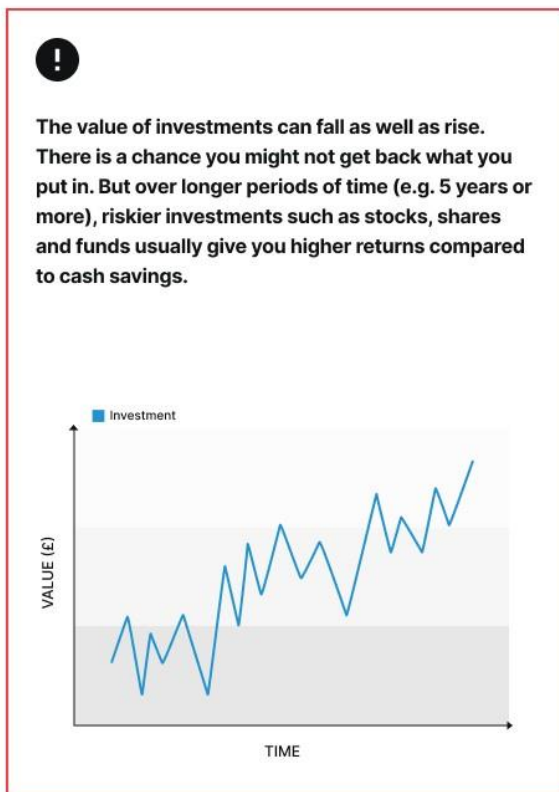 !
The value of investments can fall as well as rise.
There is a chance you might not get back what you
put in. But over longer periods of time (e.g. 5 years or
more), riskier investments such as stocks, shares
and funds usually give you higher returns compared
to cash savings.
Investment
VALUE (£)
TIME